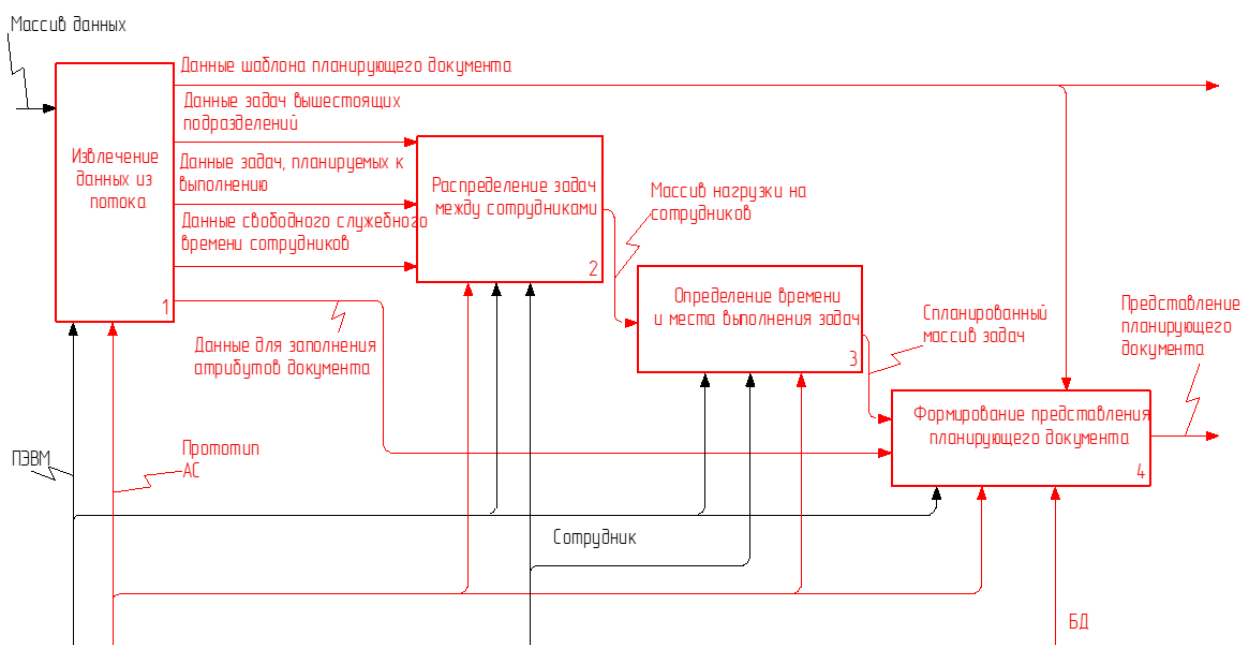 Массив данных
Данные шаблона планирующего документа
Данные задач вышестоящих
подразделений
Извлечение
данных из
потока
1
Данные задач, планируемых к
выполнению
Данные свободного служебного
времени сотрудников
Распределение задач
между сотрудниками
2
Массив нагрузки на
сотрудников
Определение времени
и места выполнения задач
3
Данные для заполнения
атрибутов документа
Спланированный
массив задач
Представление
планирующего
документа
Формирование представления
планирующего документа
4
ПЭВМ
Прототип
АС
Сотрудник
БД